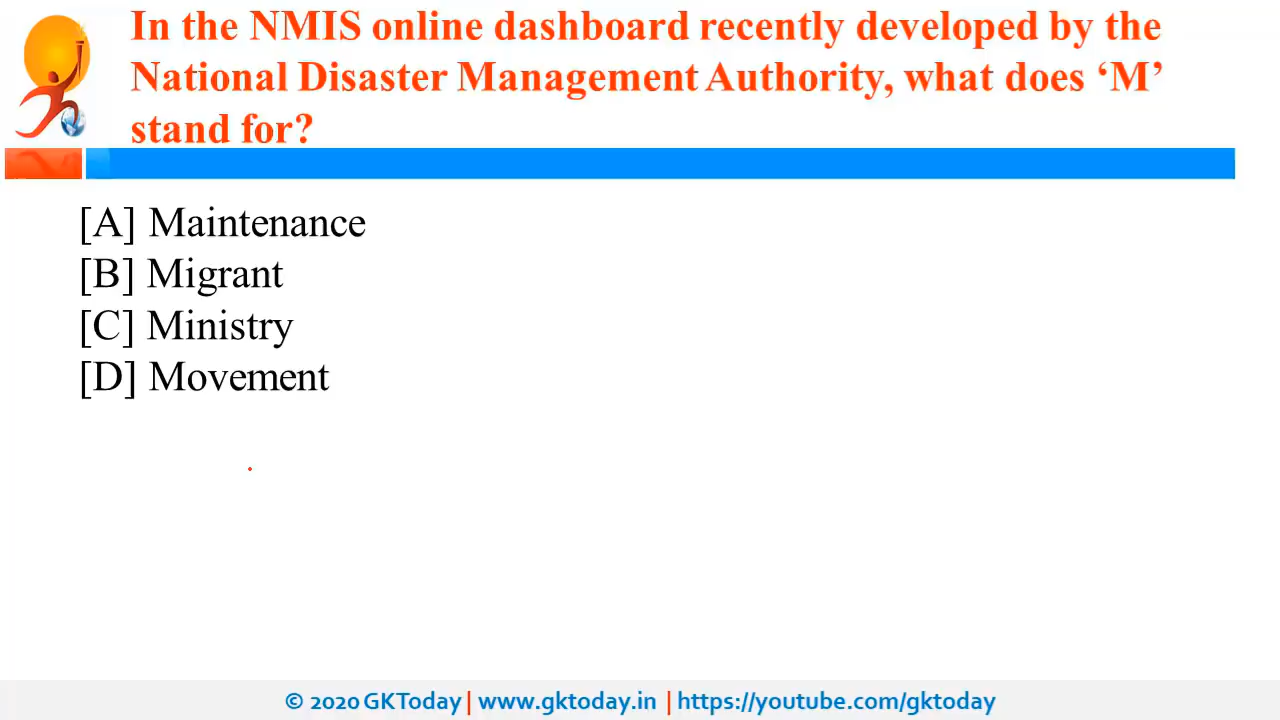 In the NMIS online dashboard recently developed by the
National Disaster Management Authority, what does ‘M’
stand for?
[A] Maintenance
[B] Migrant
[C] Ministry
[D] Movement
© 2020 GKToday | www.gktoday.in | https://youtube.com/gktoday